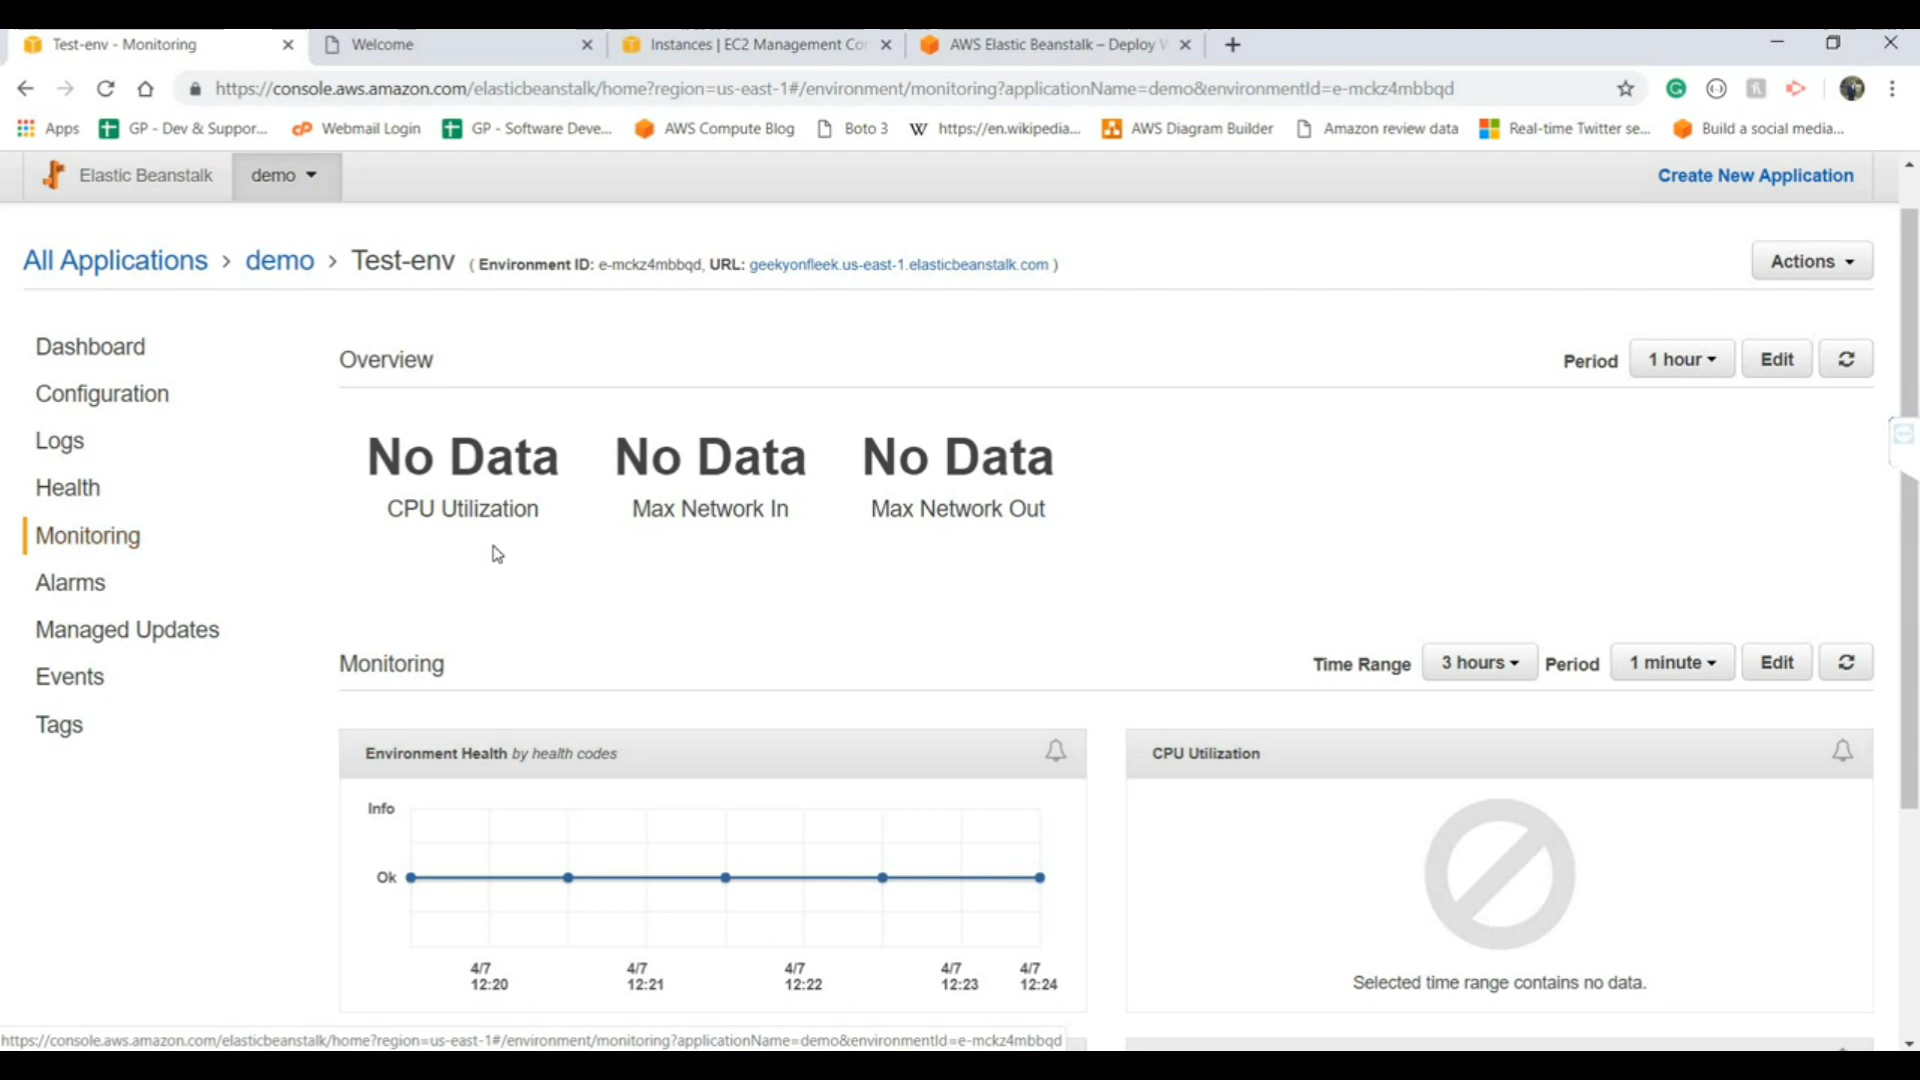 Test-env - Monitoring
Welcome
Instances | EC2 Management Co
AWS Elastic Beanstalk – Deploy
https://console.aws.amazon.com/elasticbeanstalk/home?region=us-east-1#/environment/monitoring?applicationName=demo&environmentId=e-mckz4mbbqd
Apps
GP - Dev & Suppor...
Webmail Login
GP - Software Deve...
AWS Compute Blog
Boto 3
https://en.wikipedia...
AWS Diagram Builder
Amazon review data
Real-time Twitter se...
Build a social media...
Elastic Beanstalk
demo
Create New Application
All Applications > demo > Test-env ( Environment ID: e-mckz4mbbqd, URL: geekyonfleek.us-east-1.elasticbeanstalk.com )
Actions
Dashboard
Configuration
Logs
Health
Monitoring
Alarms
Managed Updates
Events
Tags
Overview
Period 1 hour Edit
No Data No Data No Data
CPU Utilization Max Network In Max Network Out
Monitoring
Time Range 3 hours Period 1 minute Edit
Environment Health by health codes
Info
Ok
4/7 4/7 4/7 4/7 4/7
12:20 12:21 12:22 12:23 12:24
CPU Utilization
Selected time range contains no data.
https://console.aws.amazon.com/elasticbeanstalk/home?region=us-east-1#/environment/monitoring?applicationName=demo&environmentId=e-mckz4mbbqd